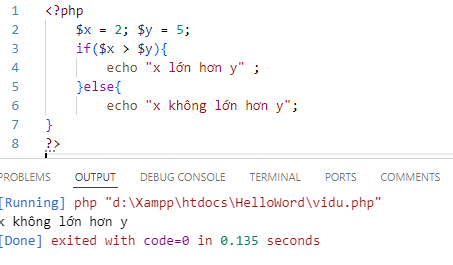 1 <?php
2 $x = 2; $y = 5;
3 if($x > $y){
4 echo "x lớn hơn y" ;
5 }else{
6 echo "x không lớn hơn y";
7 }
8 ?>
PROBLEMS OUTPUT DEBUG CONSOLE TERMINAL PORTS COMMENTS
[Running] php "d:\Xampp\htdocs\HelloWord\vidu.php"
x không lớn hơn y
[Done] exited with code=0 in 0.135 seconds